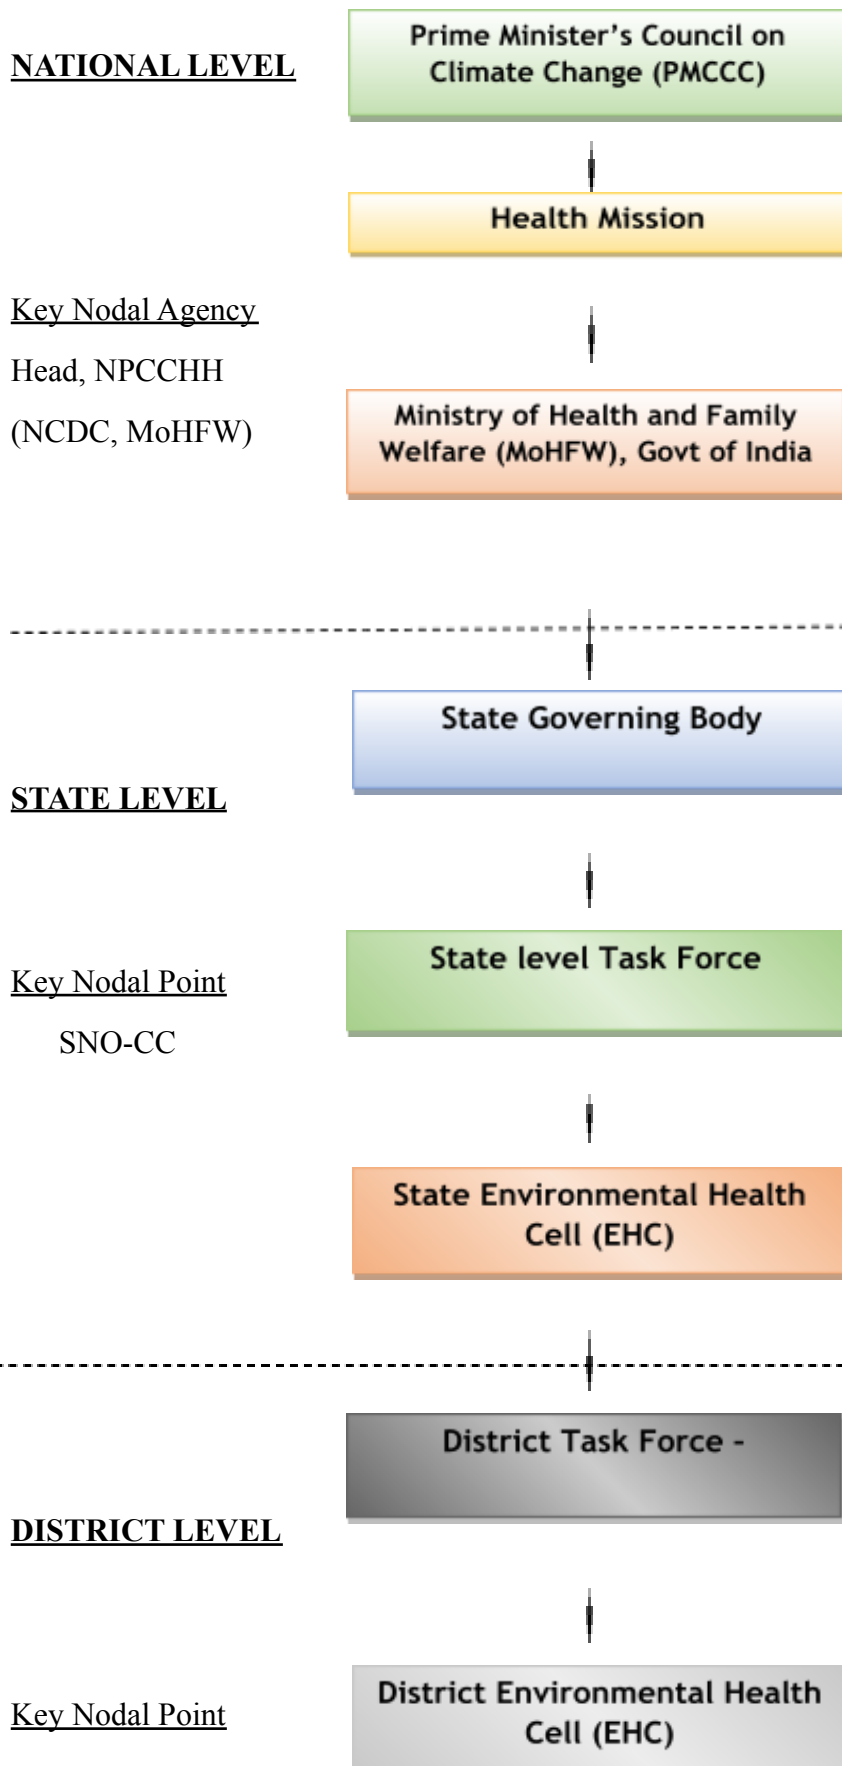 NATIONAL LEVEL
Prime Minister's Council on
Climate Change (PMCCC)
Health Mission
Key Nodal Agency
Head, NPCCHH
(NCDC, MoHFW)
Ministry of Health and Family
Welfare (MoHFW), Govt of India
State Governing Body
STATE LEVEL
State level Task Force
Key Nodal Point
SNO-CC
State Environmental Health
Cell (EHC)
District Task Force –
DISTRICT LEVEL
District Environmental Health
Cell (EHC)
Key Nodal Point